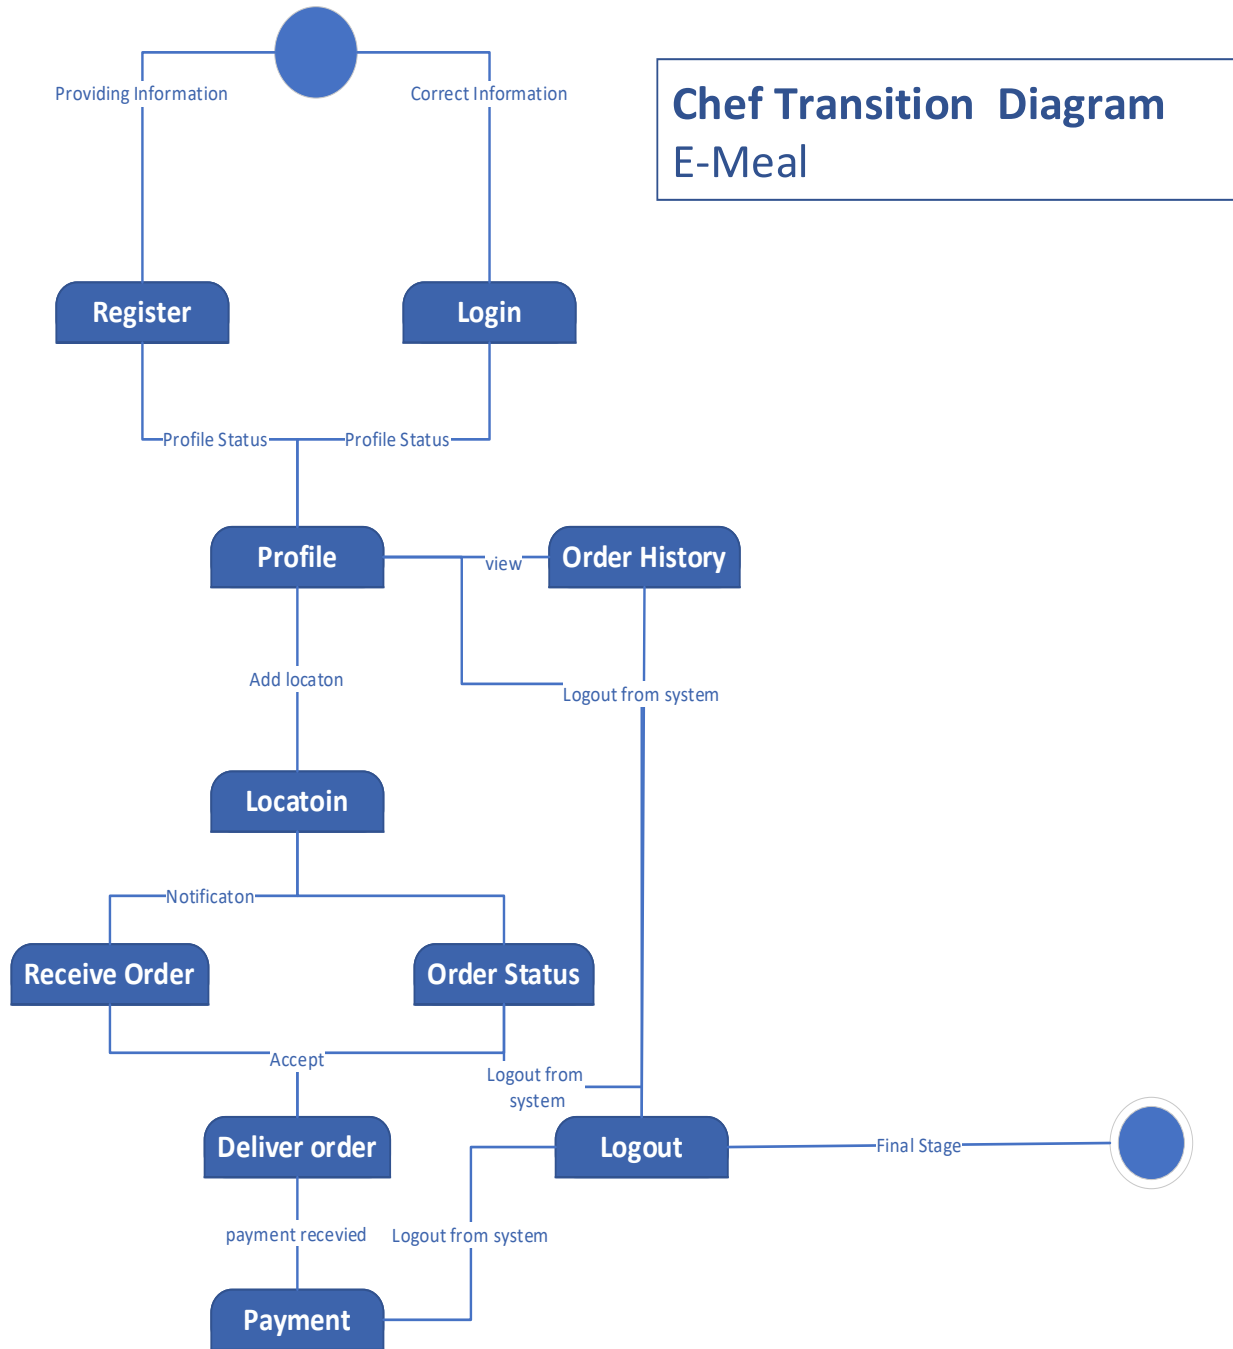 Chef Transition Diagram
E-Meal
Providing Information
Correct Information
Register
Login
Profile Status
Profile Status
Profile
view
Order History
Add locaton
Logout from system
Locatoin
Notificaton
Receive Order
Order Status
Accept
Logout from
system
Deliver order
Logout
Final Stage
payment recevied
Logout from system
Payment